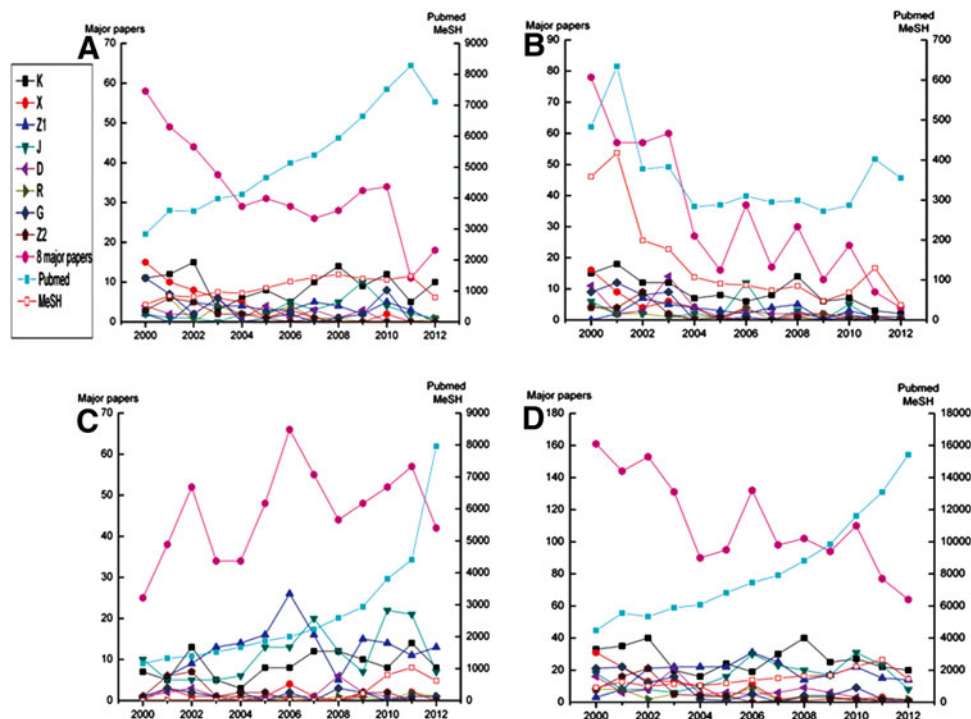 A
Major papers
Pubmed
MeSH
70
60
50
40
30
20
10
0
9000
8000
7000
6000
5000
4000
3000
2000
1000
0
2000 2002 2004 2006 2008 2010 2012
K
X
Z1
J
D
R
G
Z2
8 major papers
Pubmed
MeSH
B
Major papers
Pubmed
MeSH
90
80
70
60
50
40
30
20
10
0
700
600
500
400
300
200
100
0
2000 2002 2004 2006 2008 2010 2012
C
Major papers
Pubmed
MeSH
70
60
50
40
30
20
10
0
9000
8000
7000
6000
5000
4000
3000
2000
1000
0
2000 2002 2004 2006 2008 2010 2012
D
Major papers
Pubmed
MeSH
180
160
140
120
100
80
60
40
20
0
18000
16000
14000
12000
10000
8000
6000
4000
2000
0
2000 2002 2004 2006 2008 2010 2012